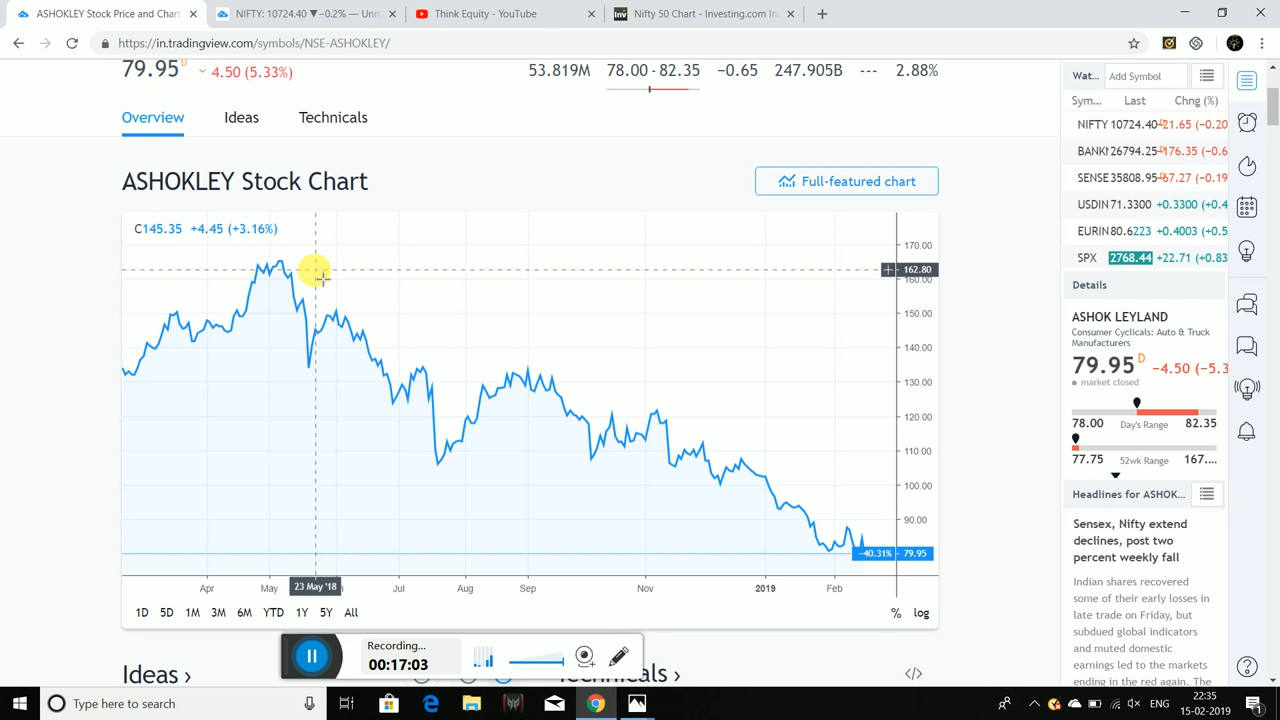 ASHOKLEY Stock Price and Chart
NIFTY: 10724.40 ▼−0.2% — Unn
Think Equity - YouTube
Nifty 50 Chart - Investing.com In
https://in.tradingview.com/symbols/NSE-ASHOKLEY/
79.95 D 4.50 (5.33%) 53.819M 78.00 - 82.35 −0.65 247.905B --- 2.88%
Overview Ideas Technicals
ASHOKLEY Stock Chart
Full-featured chart
C145.35 +4.45 (+3.16%)
170.00
162.80
160.00
150.00
140.00
130.00
120.00
110.00
100.00
90.00
−40.31% 79.95
Apr May 23 May '18 Jul Aug Sep Nov 2019 Feb
1D 5D 1M 3M 6M YTD 1Y 5Y All % log
Recording...
00:17:03
Ideas ›
Technicals ›
Wat... Add Symbol
Sym... Last Chng (%)
NIFTY 10724.40 D −21.65 (−0.20
BANKI 26794.25 D −176.35 (−0.6
SENSE 35808.95 D −67.27 (−0.19
USDIN 71.3300 +0.3300 (+0.4
EURIN 80.6223 +0.4003 (+0.5
SPX 2768.44 +22.71 (+0.83
Details
ASHOK LEYLAND
Consumer Cyclicals: Auto & Truck
Manufacturers
79.95 D −4.50 (−5.3
market closed
78.00 Day's Range 82.35
77.75 52wk Range 167....
Headlines for ASHOK...
Sensex, Nifty extend
declines, post two
percent weekly fall
Indian shares recovered
some of their early losses in
late trade on Friday, but
subdued global indicators
and muted domestic
earnings led to the markets
ending in the red again. The
Type here to search
ENG
22:35
15-02-2019